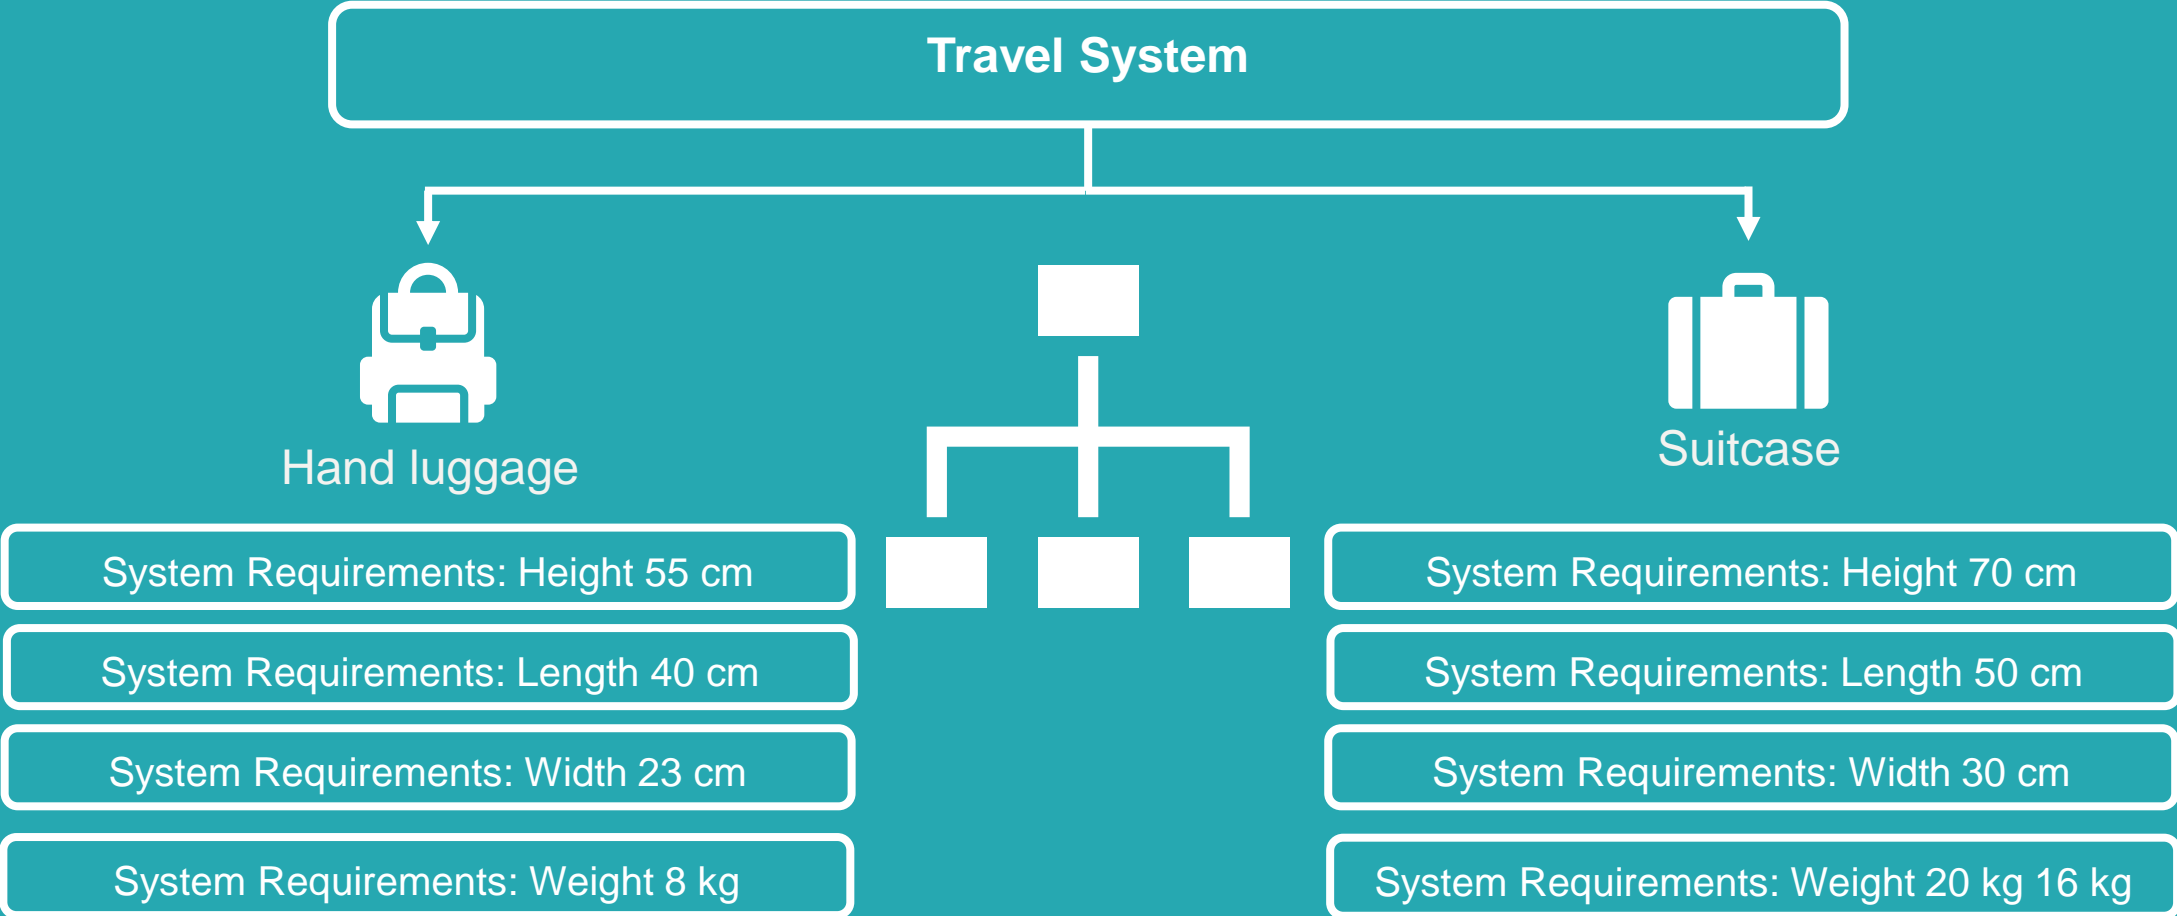 Travel System
Hand luggage
System Requirements: Height 55 cm
System Requirements: Length 40 cm
System Requirements: Width 23 cm
System Requirements: Weight 8 kg
Suitcase
System Requirements: Height 70 cm
System Requirements: Length 50 cm
System Requirements: Width 30 cm
System Requirements: Weight 20 kg 16 kg